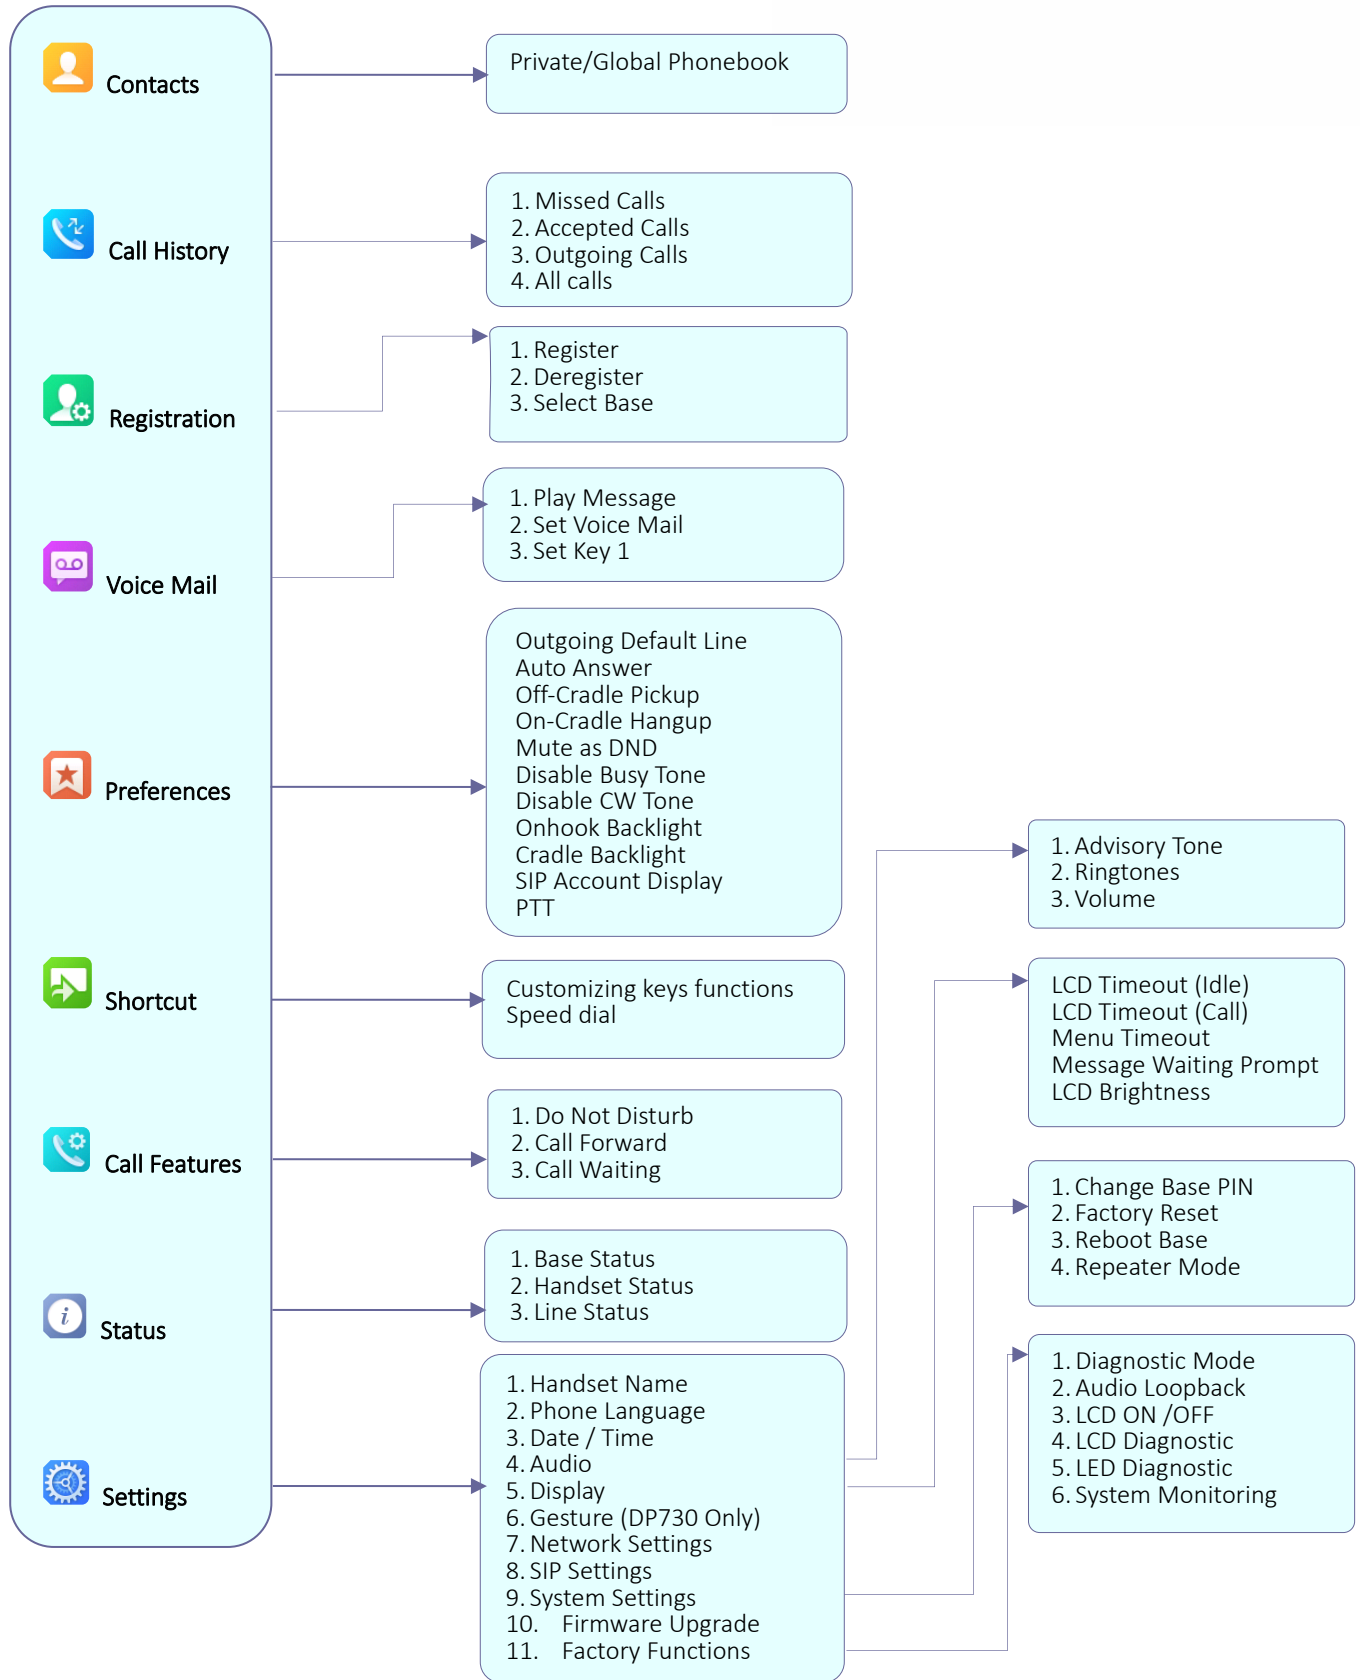 Contacts
Private/Global Phonebook
Call History
1. Missed Calls
2. Accepted Calls
3. Outgoing Calls
4. All calls
Registration
1. Register
2. Deregister
3. Select Base
Voice Mail
1. Play Message
2. Set Voice Mail
3. Set Key 1
Preferences
Outgoing Default Line
Auto Answer
Off-Cradle Pickup
On-Cradle Hangup
Mute as DND
Disable Busy Tone
Disable CW Tone
Onhook Backlight
Cradle Backlight
SIP Account Display
PTT
Shortcut
Customizing keys functions
Speed dial
Call Features
1. Do Not Disturb
2. Call Forward
3. Call Waiting
Status
1. Base Status
2. Handset Status
3. Line Status
Settings
1. Handset Name
2. Phone Language
3. Date / Time
4. Audio
5. Display
6. Gesture (DP730 Only)
7. Network Settings
8. SIP Settings
9. System Settings
10. Firmware Upgrade
11. Factory Functions
1. Advisory Tone
2. Ringtones
3. Volume
LCD Timeout (Idle)
LCD Timeout (Call)
Menu Timeout
Message Waiting Prompt
LCD Brightness
1. Change Base PIN
2. Factory Reset
3. Reboot Base
4. Repeater Mode
1. Diagnostic Mode
2. Audio Loopback
3. LCD ON /OFF
4. LCD Diagnostic
5. LED Diagnostic
6. System Monitoring